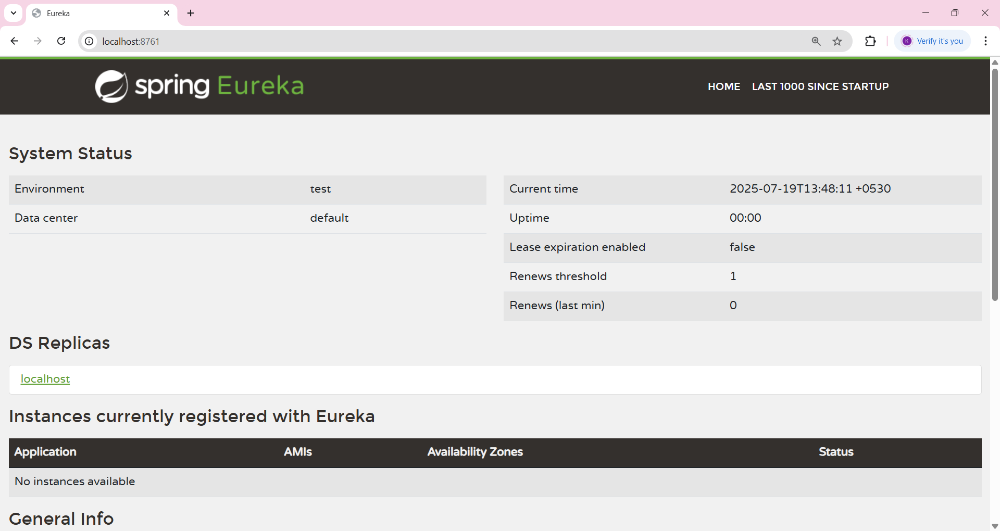 Eureka
localhost:8761
K Verify it's you
spring Eureka
HOME LAST 1000 SINCE STARTUP
System Status
Environment test
Data center default
Current time 2025-07-19T13:48:11 +0530
Uptime 00:00
Lease expiration enabled false
Renews threshold 1
Renews (last min) 0
DS Replicas
localhost
Instances currently registered with Eureka
Application AMIs Availability Zones Status
No instances available
General Info